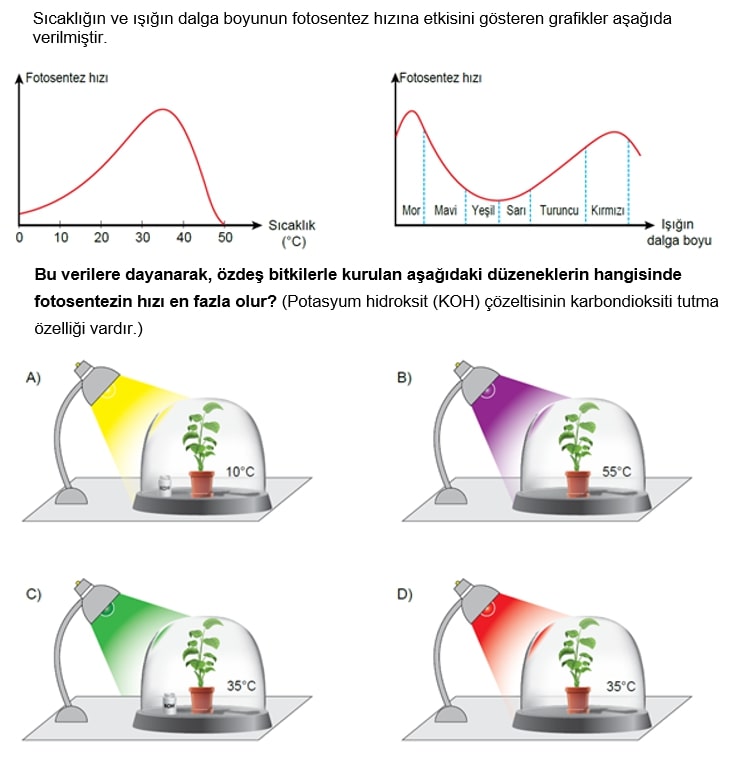 Sıcaklığın ve ışığın dalga boyunun fotosentez hızına etkisini gösteren grafikler aşağıda
verilmiştir.
Fotosentez hızı
0 10 20 30 40 50
Sıcaklık
(°C)
Fotosentez hızı
Mor Mavi Yeşil Sarı Turuncu Kırmızı
Işığın
dalga boyu
Bu verilere dayanarak, özdeş bitkilerle kurulan aşağıdaki düzeneklerin hangisinde
fotosentezin hızı en fazla olur? (Potasyum hidroksit (KOH) çözeltisinin karbondioksiti tutma
özelliği vardır.)
A)
10°C
B)
55°C
C)
35°C
KOH
D)
35°C